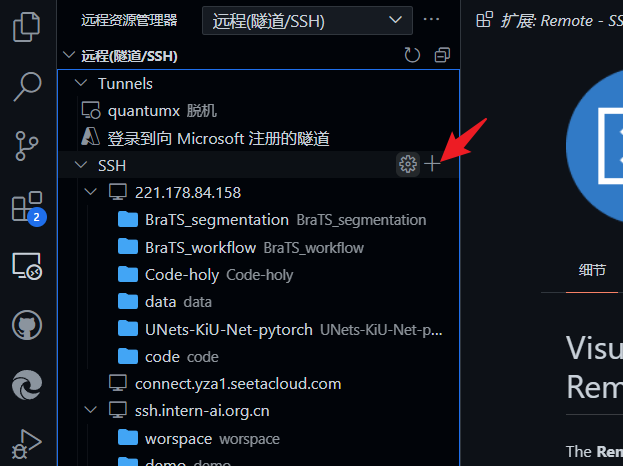 远程资源管理器
远程(隧道/SSH)
扩展: Remote - SS
远程(隧道/SSH)
Tunnels
quantumx 脱机
登录到向 Microsoft 注册的隧道
SSH
221.178.84.158
BraTS_segmentation BraTS_segmentation
2
BraTS_workflow BraTS_workflow
Code-holy Code-holy
细节
data data
UNets-KiU-Net-pytorch UNets-KiU-Net-p...
code code
Visu
Rem
connect.yza1.seetacloud.com
ssh.intern-ai.org.cn
worspace worspace
The Rem
demo demo